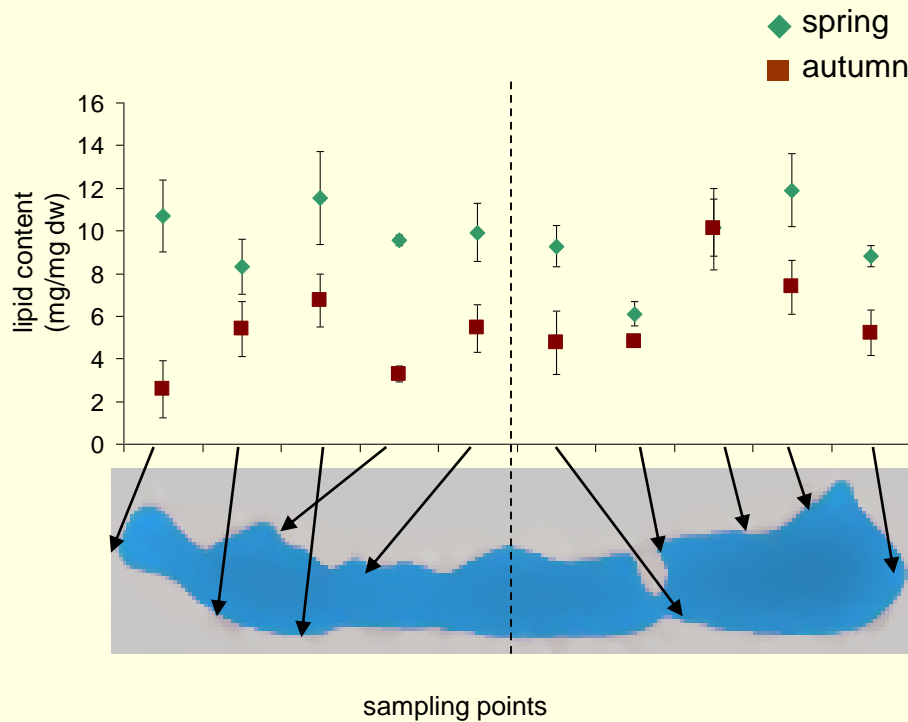 spring
autumn
16
14
12
10
8
6
4
2
0
lipid content
(mg/mg dw)
sampling points